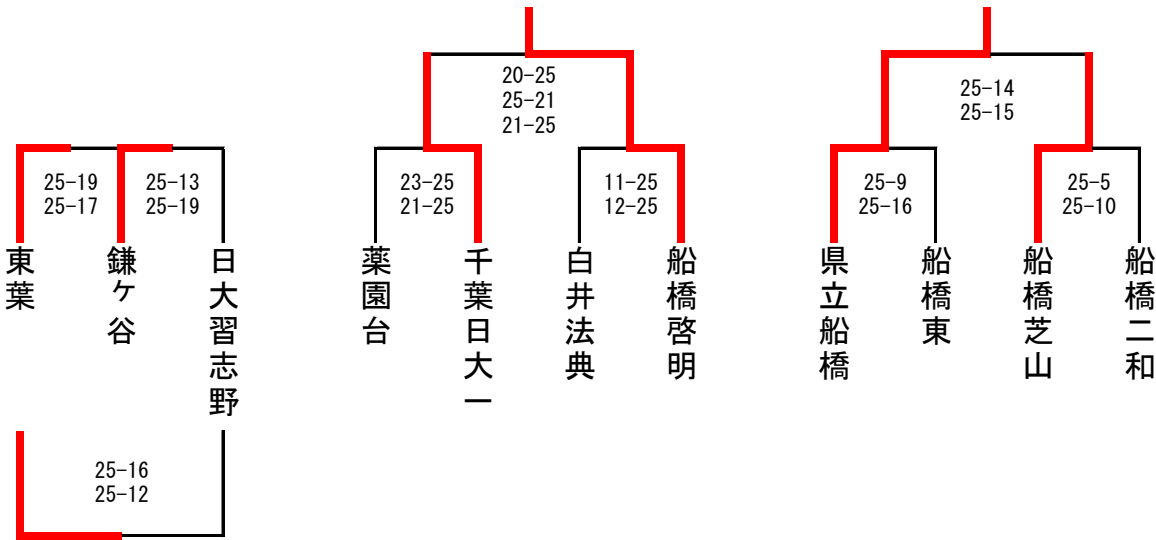 20-25
25-21
21-25
25-14
25-15
25-19
25-17
25-13
25-19
23-25
21-25
11-25
12-25
25-9
25-16
25-5
25-10
東葉
鎌ケ谷
日大習志野
薬園台
千葉日大一
白井法典
船橋啓明
県立船橋
船橋東
船橋芝山
船橋二和
25-16
25-12